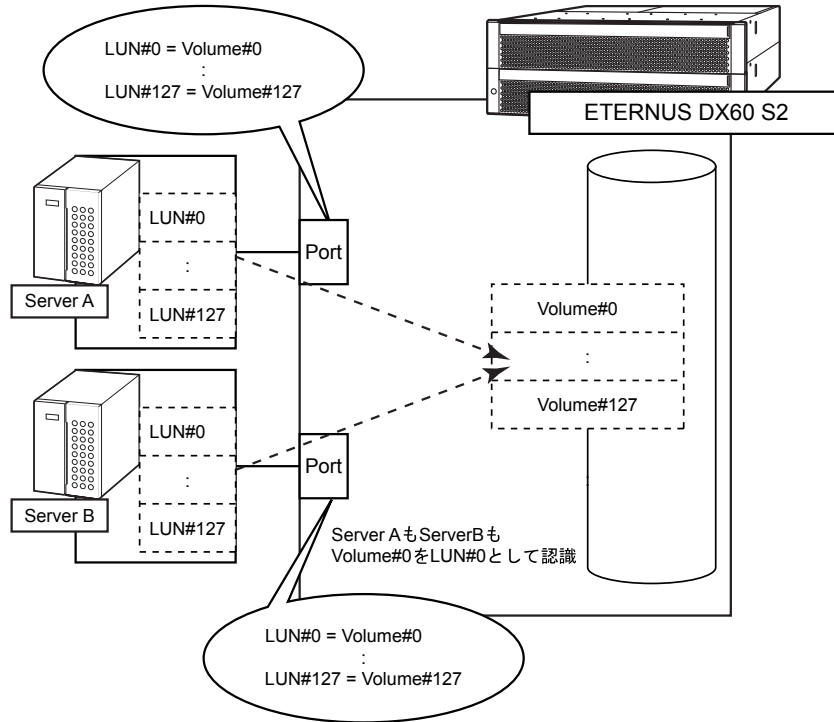 LUN#0 = Volume#0
:
LUN#127 = Volume#127
ETERNUS DX60 S2
LUN#0
:
LUN#127
Server A
Port
Volume#0
:
Volume#127
LUN#0
:
LUN#127
Server B
Port
Server AもServerBも
Volume#0をLUN#0として認識
LUN#0 = Volume#0
:
LUN#127 = Volume#127